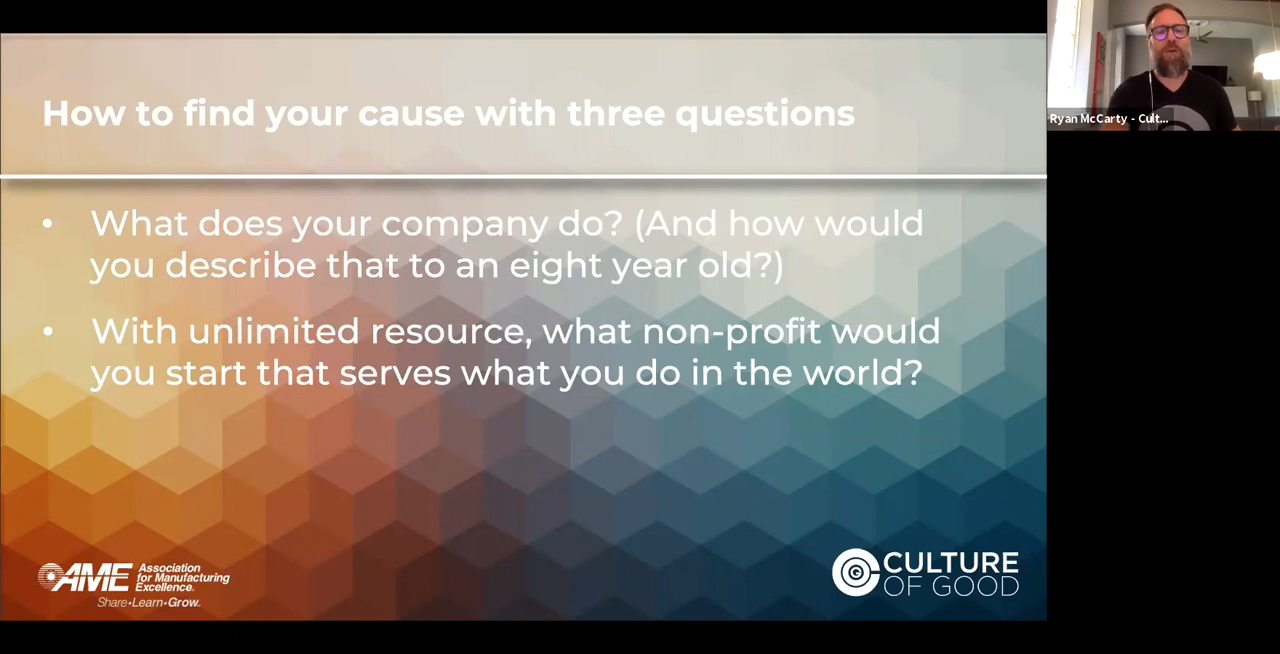 How to find your cause with three questions
• What does your company do? (And how would
you describe that to an eight year old?)
• With unlimited resource, what non-profit would
you start that serves what you do in the world?
AME Association
for Manufacturing
Excellence
Share•Learn•Grow.
G CULTURE
OF GOOD
Ryan McCarty - Cult...